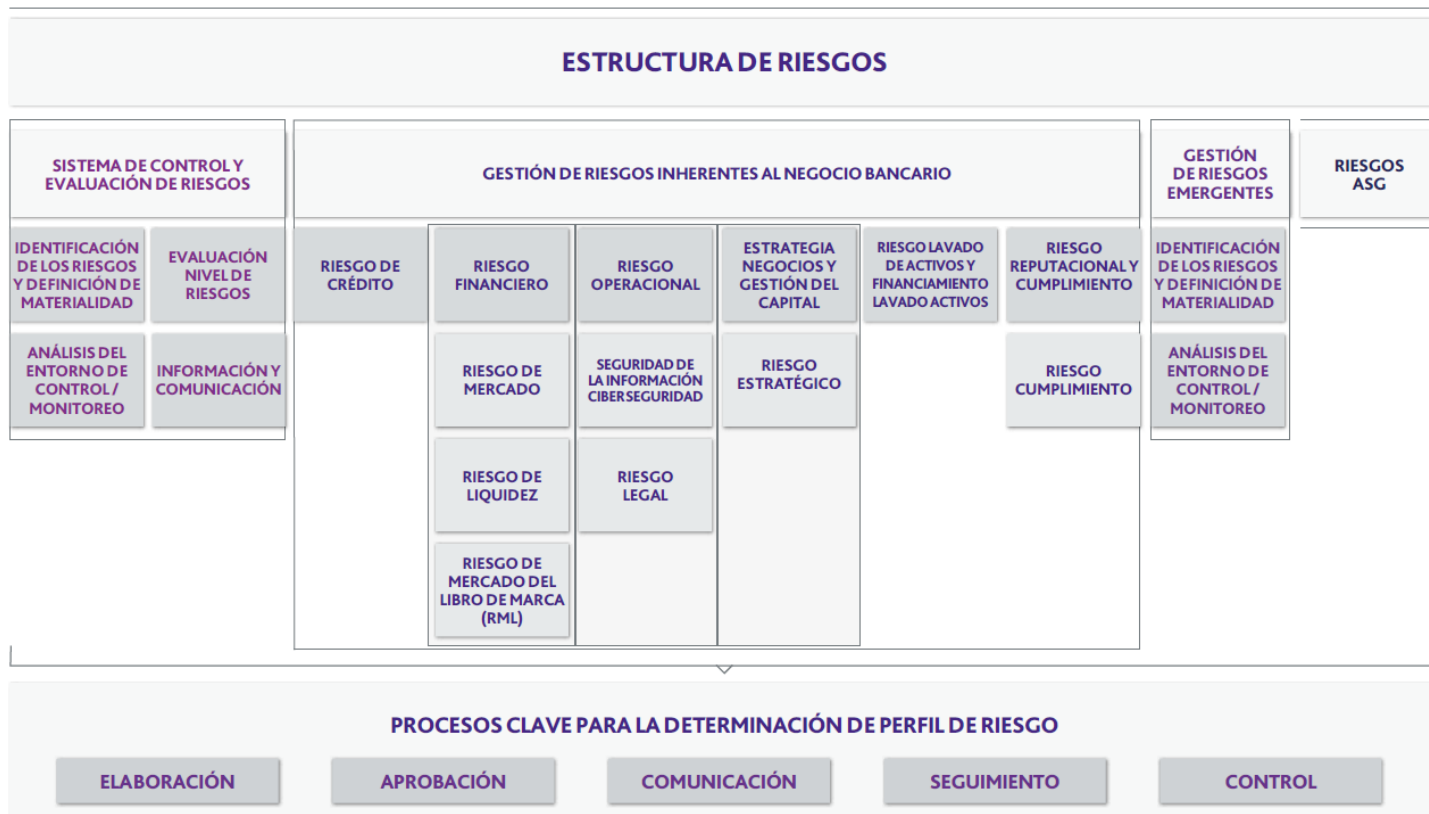 ESTRUCTURA DE RIESGOS
SISTEMA DE CONTROL Y
EVALUACIÓN DE RIESGOS
GESTIÓN DE RIESGOS INHERENTES AL NEGOCIO BANCARIO
GESTIÓN
DE RIESGOS
EMERGENTES
RIESGOS
ASG
IDENTIFICACIÓN
DE LOS RIESGOS
Y DEFINICIÓN DE
MATERIALIDAD
EVALUACIÓN
NIVEL DE
RIESGOS
RIESGO DE
CRÉDITO
RIESGO
FINANCIERO
RIESGO
OPERACIONAL
ESTRATEGIA
NEGOCIOS Y
GESTIÓN DEL
CAPITAL
RIESGO LAVADO
DE ACTIVOS Y
FINANCIAMIENTO
LAVADO ACTIVOS
RIESGO
REPUTACIONAL Y
CUMPLIMIENTO
IDENTIFICACIÓN
DE LOS RIESGOS
Y DEFINICIÓN DE
MATERIALIDAD
ANÁLISIS DEL
ENTORNO DE
CONTROL /
MONITOREO
INFORMACIÓN Y
COMUNICACIÓN
RIESGO DE
MERCADO
SEGURIDAD DE
LA INFORMACIÓN
CIBERSEGURIDAD
RIESGO
ESTRATÉGICO
RIESGO
CUMPLIMIENTO
ANÁLISIS DEL
ENTORNO DE
CONTROL /
MONITOREO
RIESGO DE
LIQUIDEZ
RIESGO
LEGAL
RIESGO DE
MERCADO DEL
LIBRO DE MARCA
(RML)
PROCESOS CLAVE PARA LA DETERMINACIÓN DE PERFIL DE RIESGO
ELABORACIÓN
APROBACIÓN
COMUNICACIÓN
SEGUIMIENTO
CONTROL